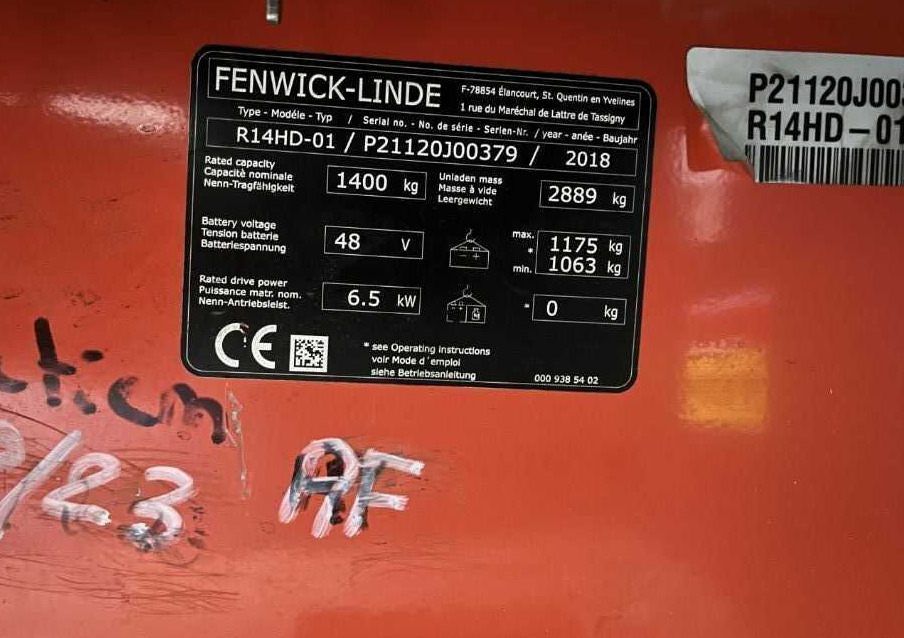 FENWICK-LINDE
F-78854 Élancourt, St. Quentin en Yvelines
1 rue du Maréchal de Lattre de Tassigny
Type - Modéle - Typ / Serial no. - No. de série - Serien-Nr. / year - anée - Baujahr
R14HD-01 / P21120J00379 / 2018
Rated capacity
Capacité nominale
Nenn-Tragfähigkeit
1400 kg
Unladen mass
Masse à vide
Leergewicht
2889 kg
Battery voltage
Tension batterie
Batteriespannung
48 V
max. 1175 kg
*
min. 1063 kg
Rated drive power
Puissance matr. nom.
Nenn-Antriebsleist.
6.5 kW
* 0 kg
CE
* see Operating instructions
voir Mode d'emploi
siehe Betriebsanleitung
000 938 54 02
P21120J00
R14HD-01
/23 AF